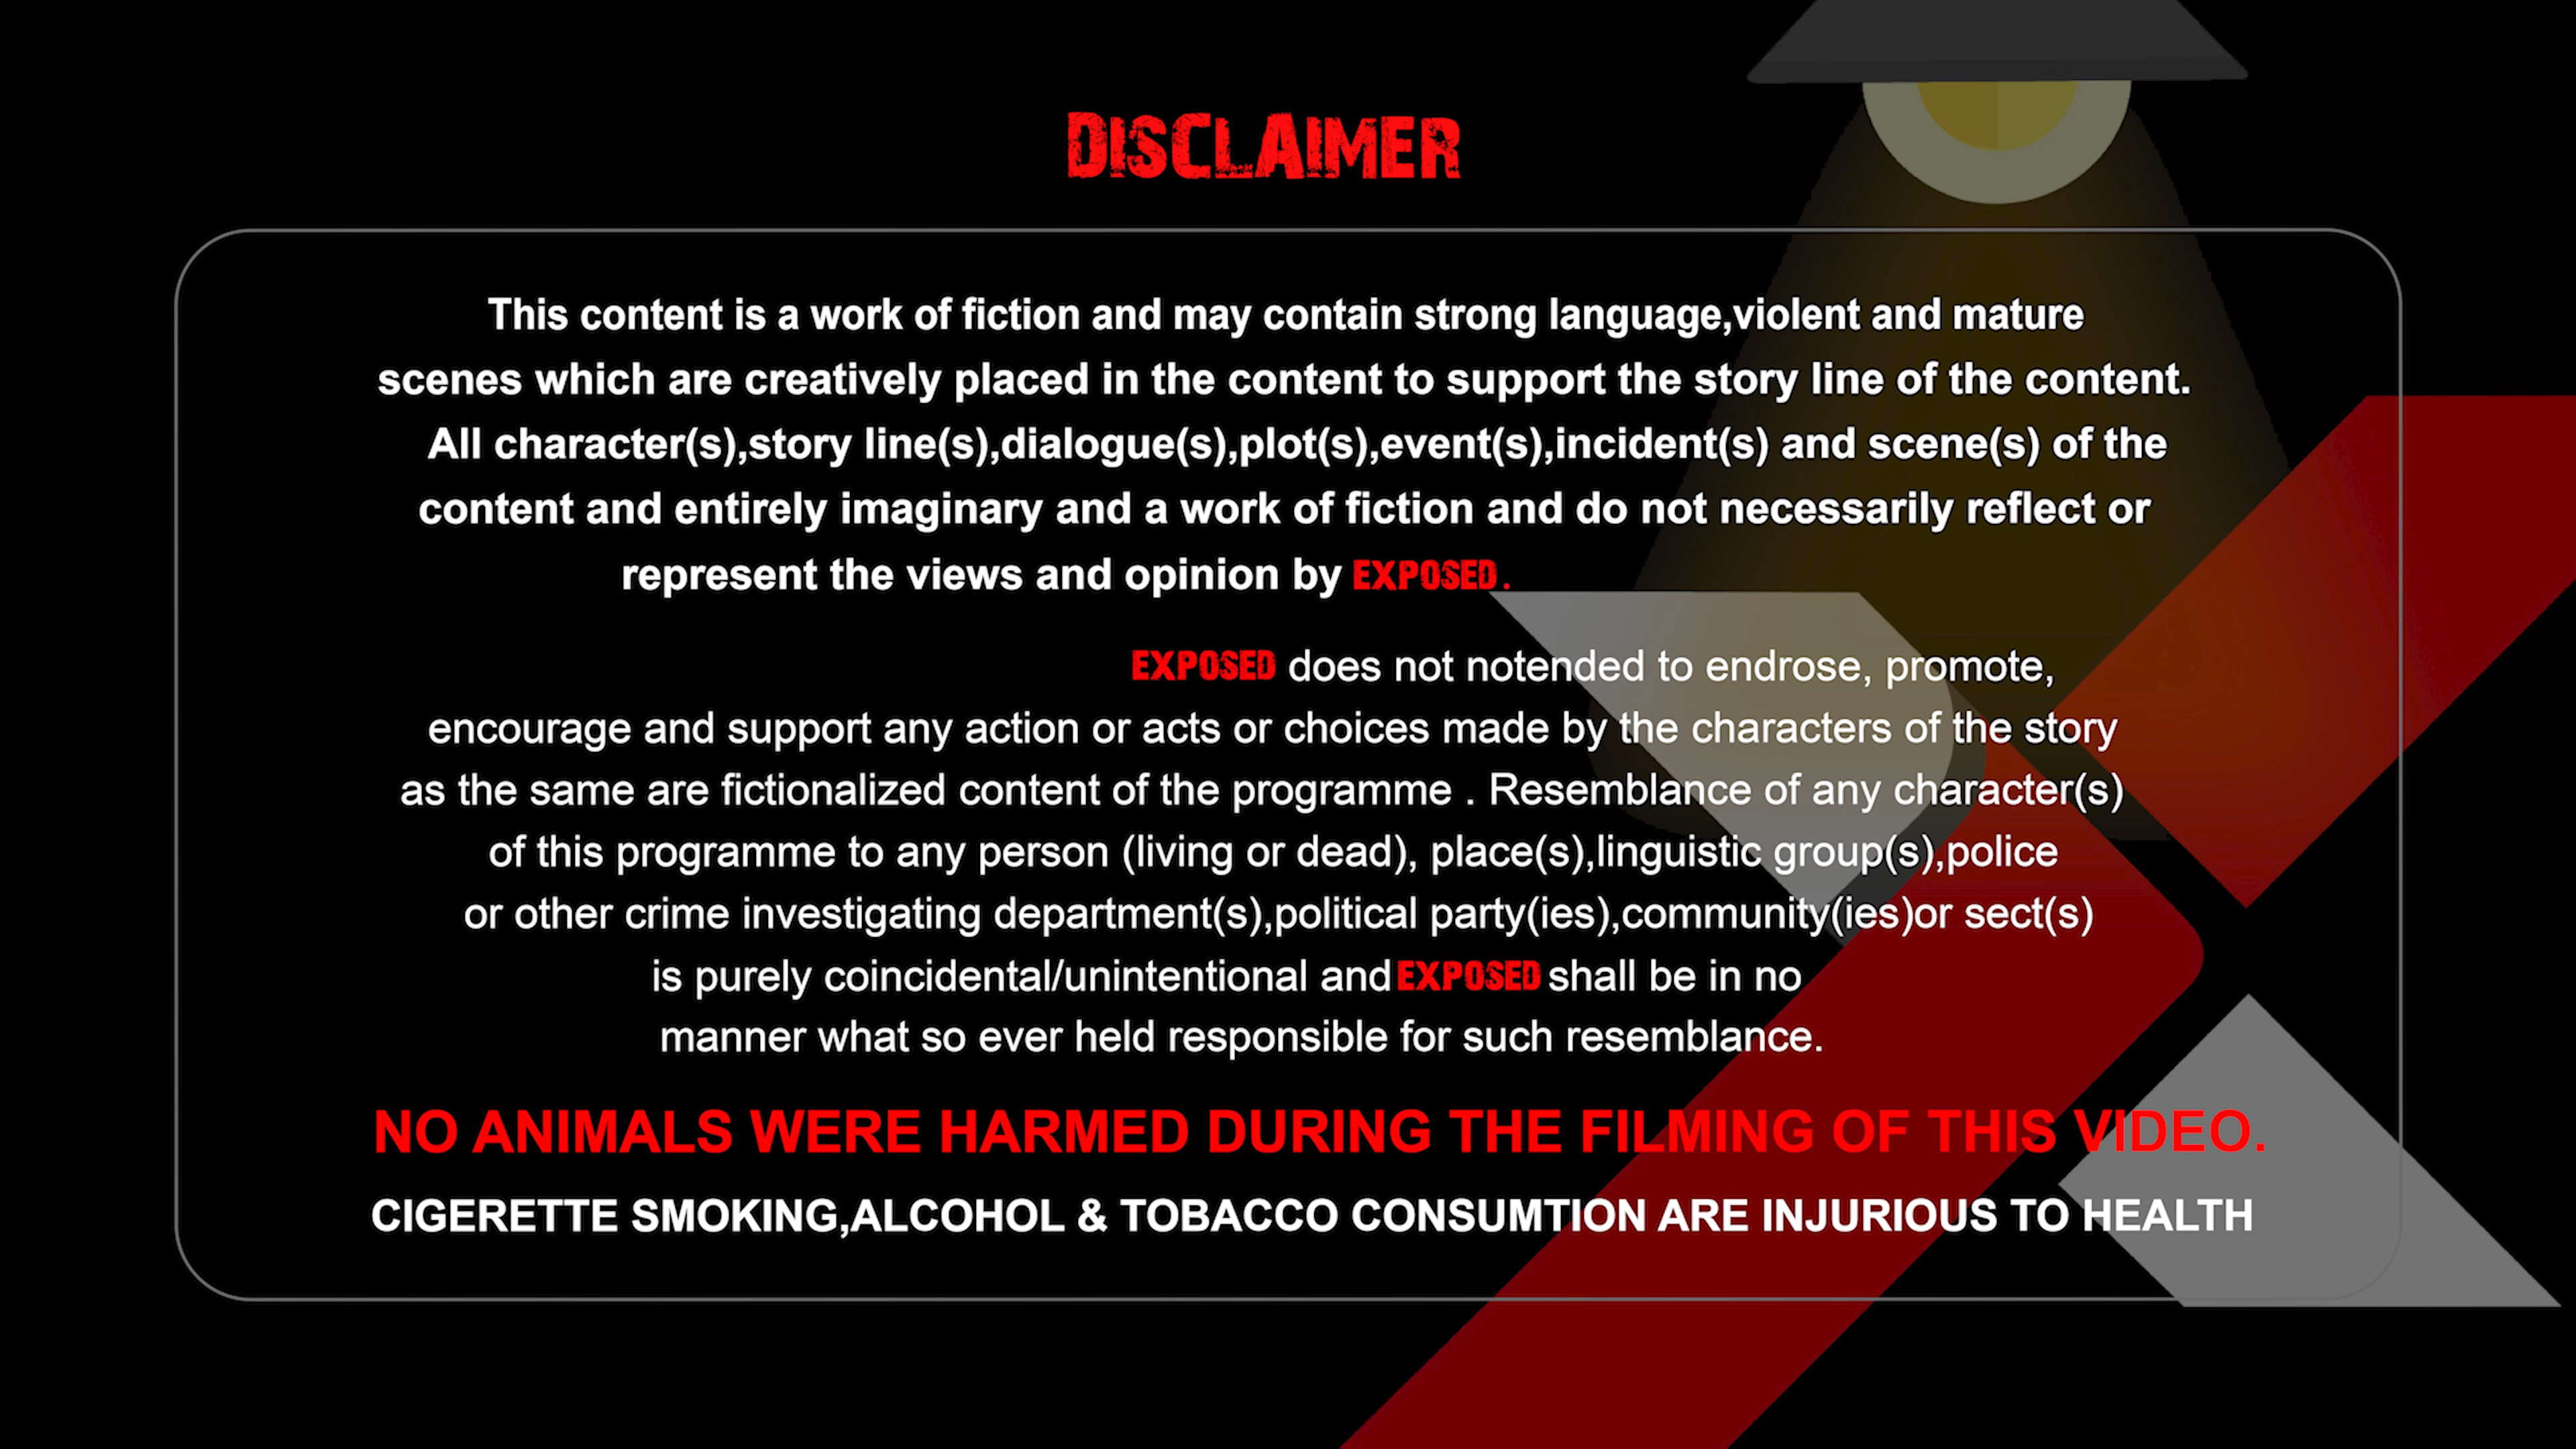 DISCLAIMER
This content is a work of fiction and may contain strong language,violent and mature
scenes which are creatively placed in the content to support the story line of the content.
All character(s),story line(s),dialogue(s),plot(s),event(s),incident(s) and scene(s) of the
content and entirely imaginary and a work of fiction and do not necessarily reflect or
represent the views and opinion by EXPOSED.
EXPOSED does not notended to endrose, promote,
encourage and support any action or acts or choices made by the characters of the story
as the same are fictionalized content of the programme . Resemblance of any character(s)
of this programme to any person (living or dead), place(s),linguistic group(s),police
or other crime investigating department(s),political party(ies),community(ies)or sect(s)
is purely coincidental/unintentional and EXPOSED shall be in no
manner what so ever held responsible for such resemblance.
NO ANIMALS WERE HARMED DURING THE FILMING OF THIS VIDEO.
CIGERETTE SMOKING,ALCOHOL & TOBACCO CONSUMTION ARE INJURIOUS TO HEALTH